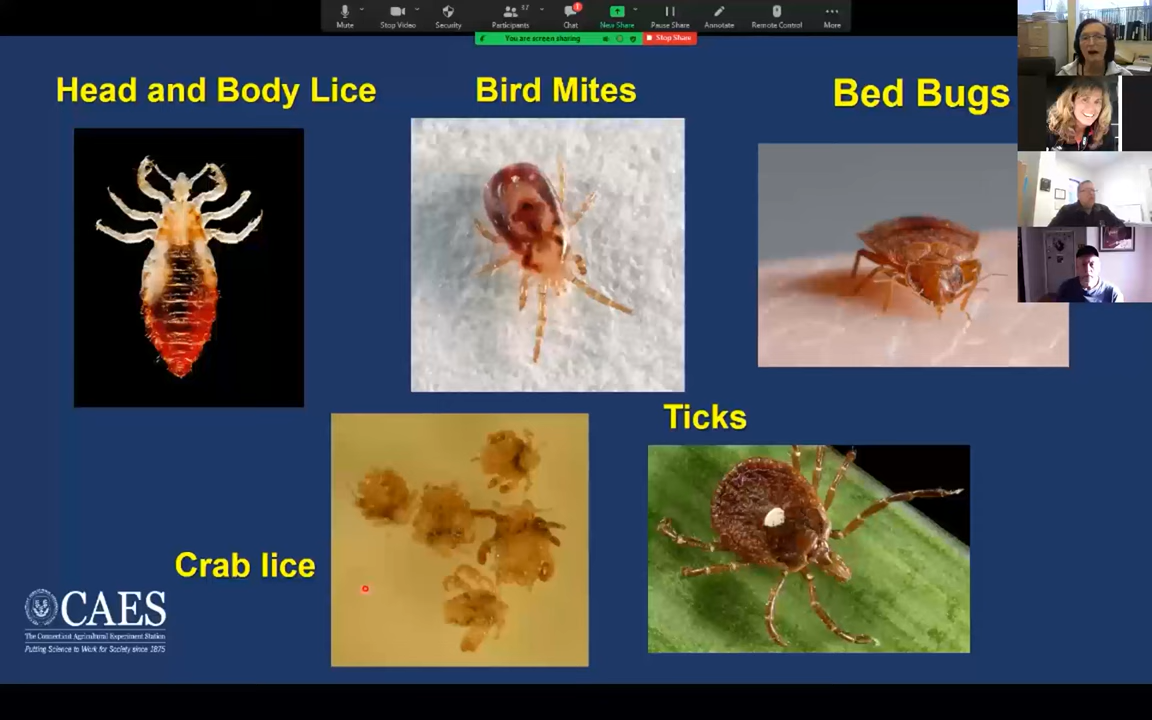 Mute
Stop Video
Security
Participants
37
Chat
1
New Share
Pause Share
Annotate
Remote Control
More
You are screen sharing
Stop Share
Head and Body Lice
Bird Mites
Bed Bugs
Ticks
Crab lice
CAES
The Connecticut Agricultural Experiment Station
Putting Science to Work for Society since 1875